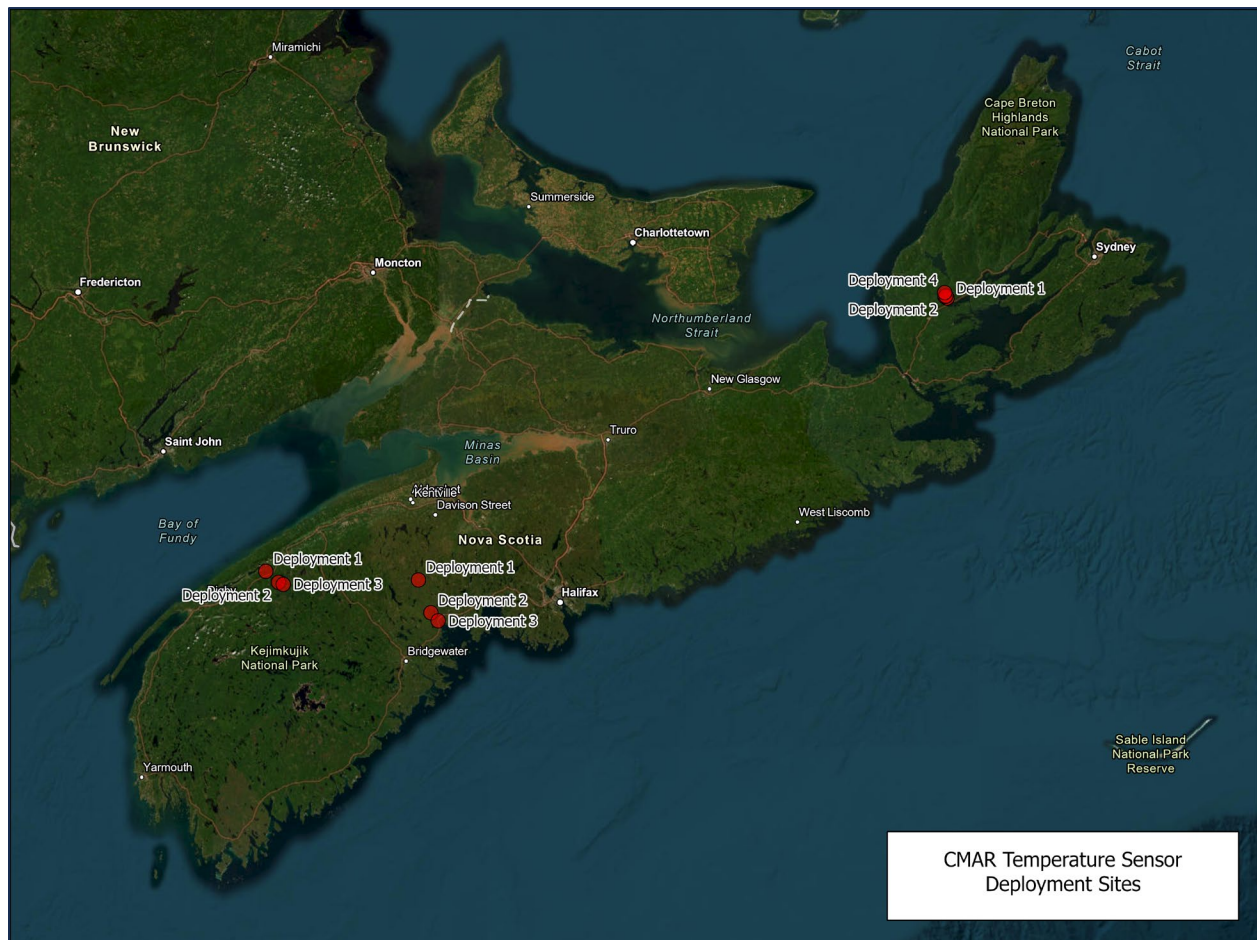 Miramichi
Cabot
Strait
Cape Breton
Highlands
National Park
New
Brunswick
Summerside
Charlottetown
Sydney
Moncton
Fredericton
Deployment 4
Deployment 1
Deployment 2
Northumberland
Strait
New Glasgow
Truro
Saint John
Minas
Basin
Kentville
Davison Street
West Liscomb
Bay of
Fundy
Nova Scotia
Deployment 1
Deployment 3
Deployment 2
Deployment 1
Deployment 2
Deployment 3
Halifax
Kejimkujik
National Park
Bridgewater
Yarmouth
Sable Island
National Park
Reserve
CMAR Temperature Sensor
Deployment Sites